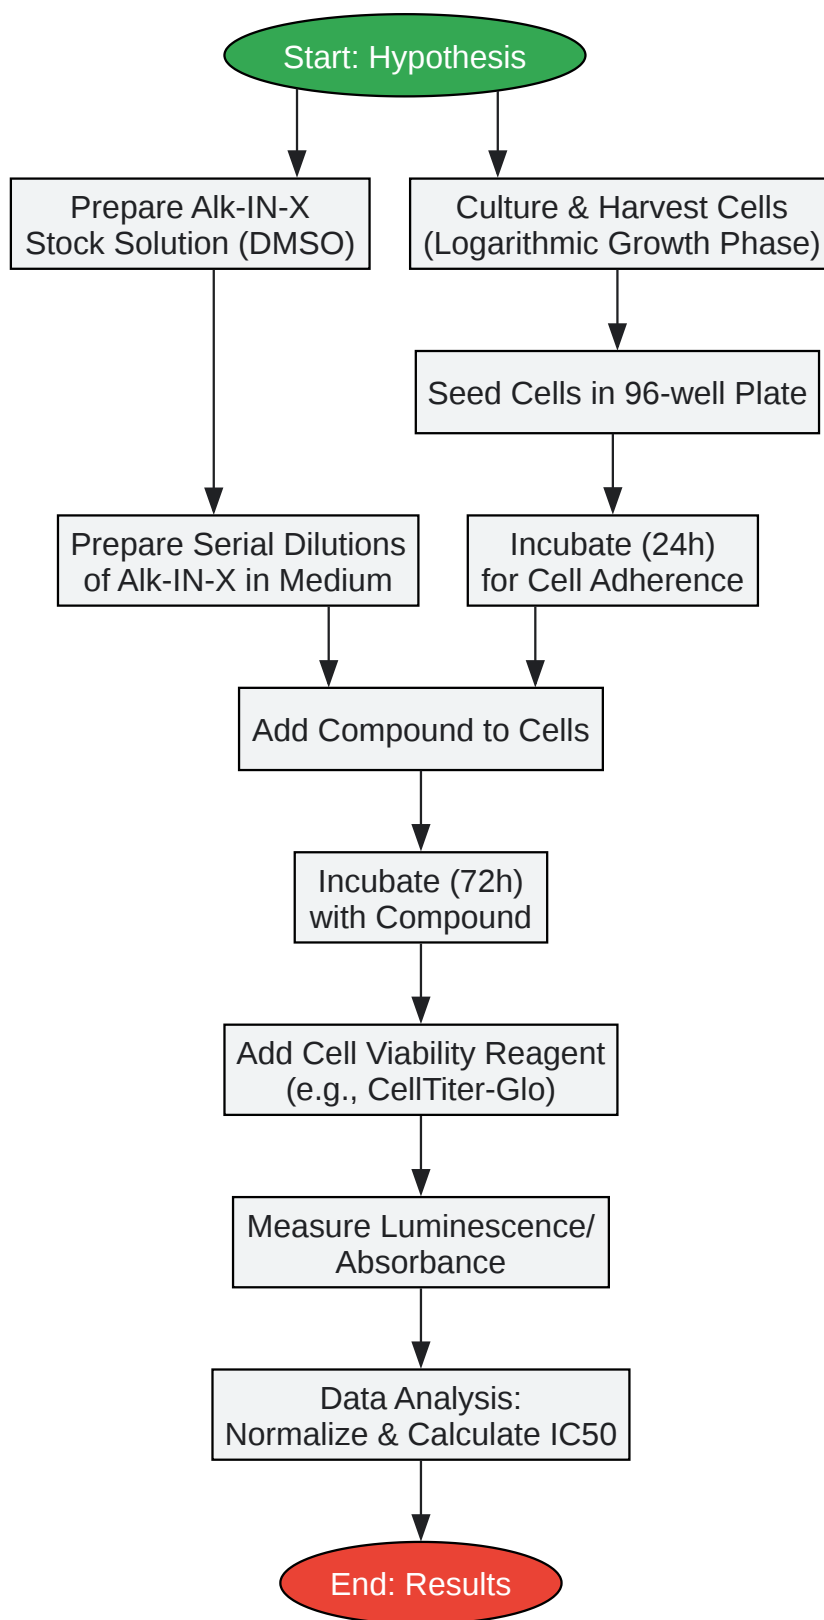 Start: Hypothesis
Prepare Alk-IN-X
Stock Solution (DMSO)
Culture & Harvest Cells
(Logarithmic Growth Phase)
Seed Cells in 96-well Plate
Prepare Serial Dilutions
of Alk-IN-X in Medium
Incubate (24h)
for Cell Adherence
Add Compound to Cells
Incubate (72h)
with Compound
Add Cell Viability Reagent
(e.g., CellTiter-Glo)
Measure Luminescence/
Absorbance
Data Analysis:
Normalize & Calculate IC50
End: Results